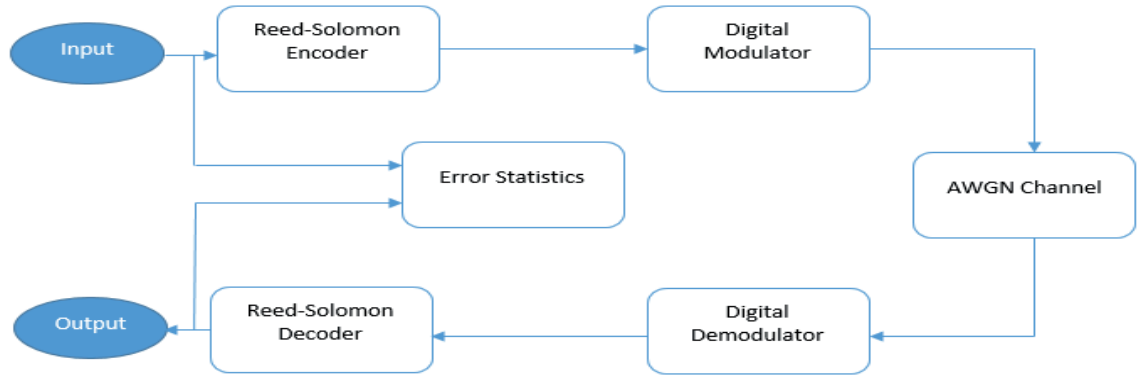 Input
Reed-Solomon
Encoder
Digital
Modulator
Error Statistics
AWGN Channel
Output
Reed-Solomon
Decoder
Digital
Demodulator